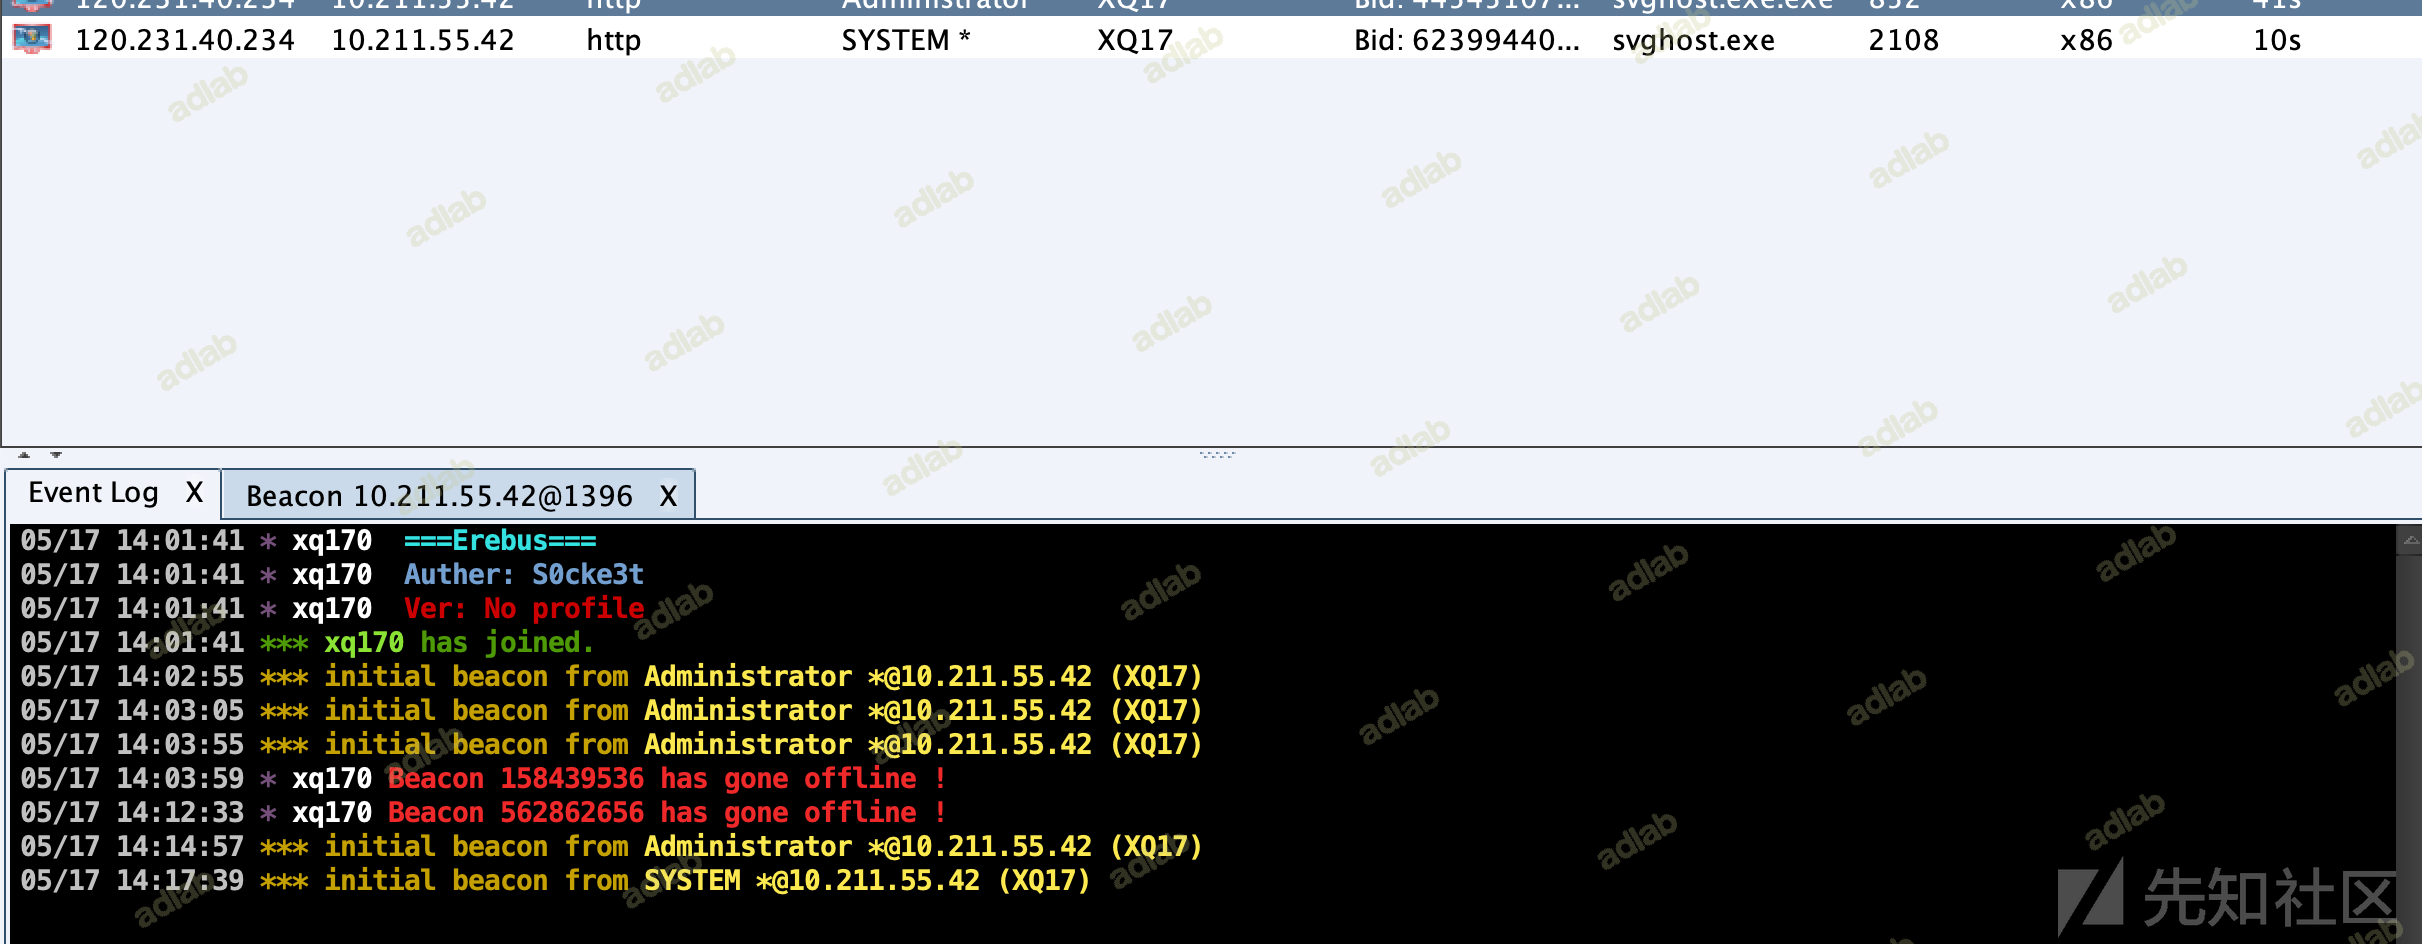 120.231.40.234 10.211.55.42 http Administrator XQ17 Bid: 44545107... svghost.exe.exe 852 x86 41s
120.231.40.234 10.211.55.42 http SYSTEM * XQ17 Bid: 62399440... svghost.exe 2108 x86 10s
Event Log X Beacon 10.211.55.42@1396 X
05/17 14:01:41 * xq170 ===Erebus===
05/17 14:01:41 * xq170 Auther: S0cke3t
05/17 14:01:41 * xq170 Ver: No profile
05/17 14:01:41 *** xq170 has joined.
05/17 14:02:55 *** initial beacon from Administrator *@10.211.55.42 (XQ17)
05/17 14:03:05 *** initial beacon from Administrator *@10.211.55.42 (XQ17)
05/17 14:03:55 *** initial beacon from Administrator *@10.211.55.42 (XQ17)
05/17 14:03:59 * xq170 Beacon 158439536 has gone offline !
05/17 14:12:33 * xq170 Beacon 562862656 has gone offline !
05/17 14:14:57 *** initial beacon from Administrator *@10.211.55.42 (XQ17)
05/17 14:17:39 *** initial beacon from SYSTEM *@10.211.55.42 (XQ17)
adlab
先知社区